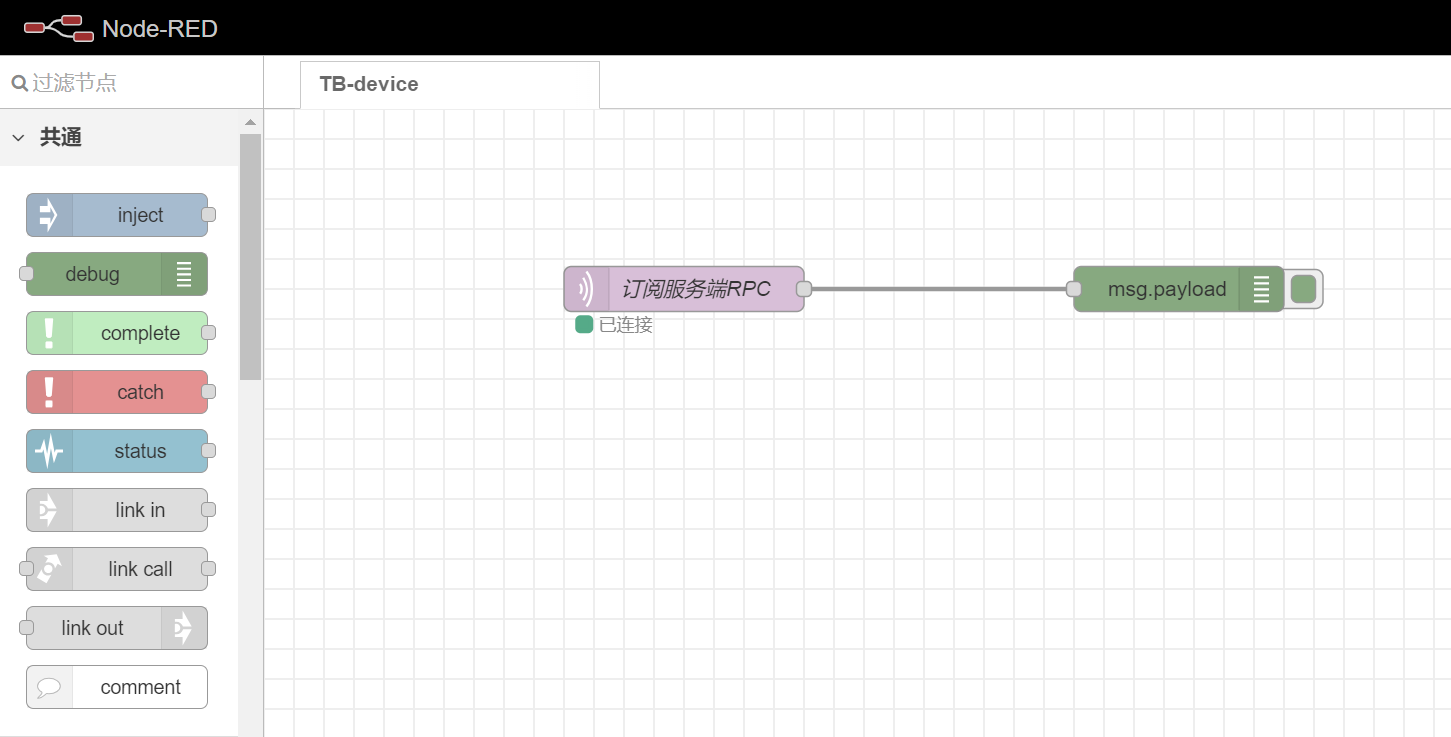 Node-RED
过滤节点
TB-device
共通
inject
debug
complete
catch
status
link in
link call
link out
comment
订阅服务端RPC
已连接
msg.payload